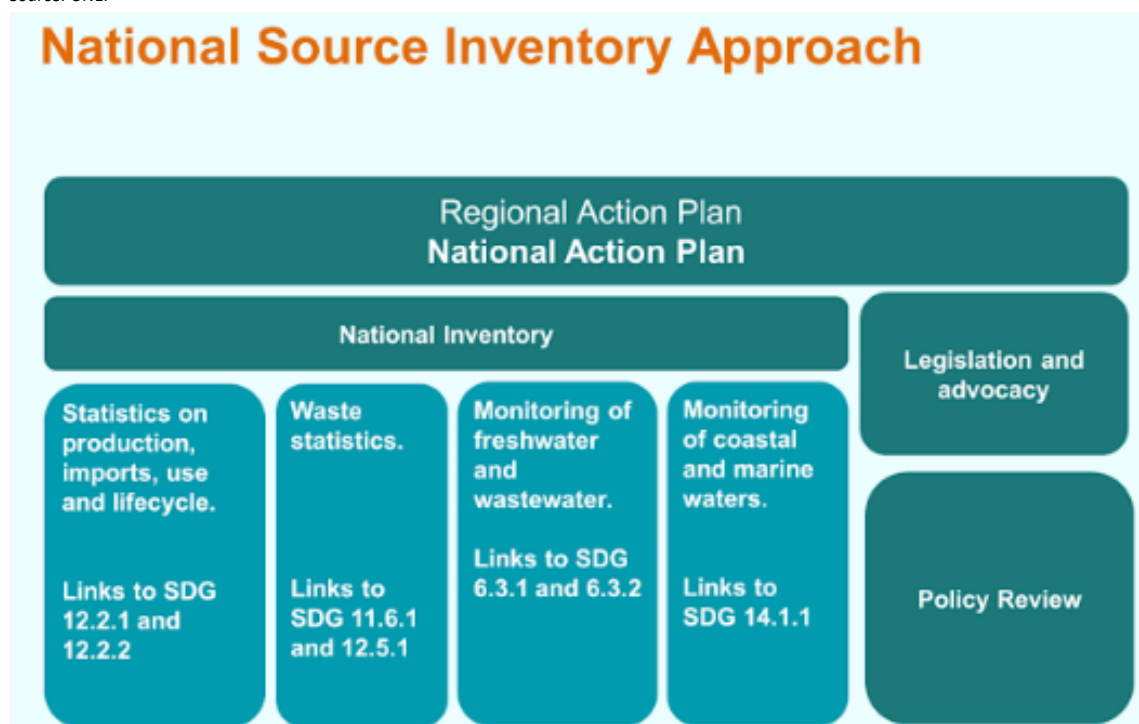 National Source Inventory Approach
Regional Action Plan
National Action Plan
National Inventory
Legislation and
advocacy
Statistics on
production,
imports, use
and lifecycle.
Links to SDG
12.2.1 and
12.2.2
Waste
statistics.
Links to
SDG 11.6.1
and 12.5.1
Monitoring of
freshwater
and
wastewater.
Links to SDG
6.3.1 and 6.3.2
Monitoring
of coastal
and marine
waters.
Links to
SDG 14.1.1
Policy Review